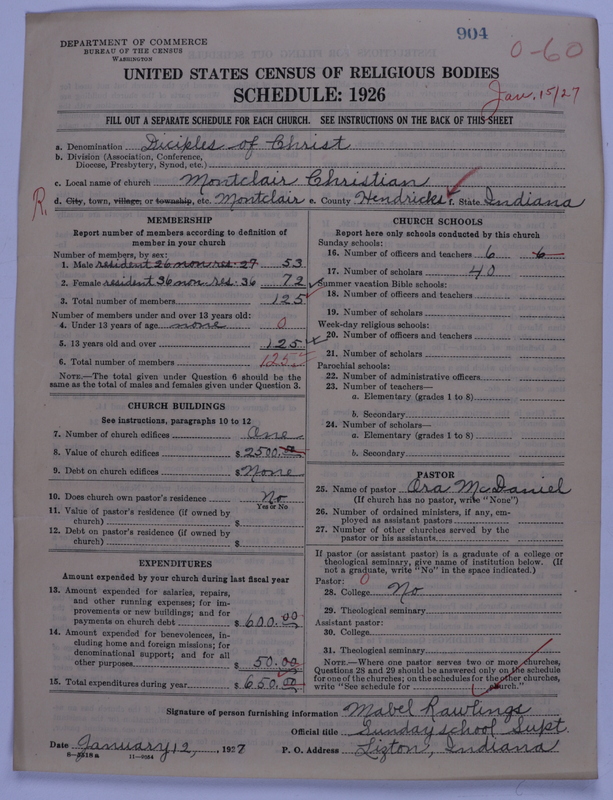 904
0-60
DEPARTMENT OF COMMERCE
BUREAU OF THE CENSUS
WASHINGTON
UNITED STATES CENSUS OF RELIGIOUS BODIES
SCHEDULE: 1926
Jan. 15/27
FILL OUT A SEPARATE SCHEDULE FOR EACH CHURCH. SEE INSTRUCTIONS ON THE BACK OF THIS SHEET
a. Denomination Diciples of Christ
b. Division (Association, Conference,
Diocese, Presbytery, Synod, etc.)
c. Local name of church Montclair Christian
R. d. City, town, village, or township, etc. Montclair e. County Hendricks f. State Indiana
MEMBERSHIP
Report number of members according to definition of
member in your church
Number of members, by sex:
1. Male resident 26 non-res. 27 53
2. Female resident 36 non-res. 36 72
3. Total number of members 125
Number of members under and over 13 years old:
4. Under 13 years of age none 0
5. 13 years old and over 125
6. Total number of members 125
NOTE.—The total given under Question 6 should be
same as the total of males and females given under Question 3.
CHURCH BUILDINGS
See instructions, paragraphs 10 to 12
7. Number of church edifices One
8. Value of church edifices $ 2500.00
9. Debt on church edifices $ None
10. Does church own pastor's residence No
Yes or No
11. Value of pastor's residence (if owned by
church) $
12. Debt on pastor's residence (if owned by
church) $
EXPENDITURES
Amount expended by your church during last fiscal year
13. Amount expended for salaries, repairs,
and other running expenses; for im-
provements or new buildings; and for
payments on church debt $ 600.00
14. Amount expended for benevolences, in-
cluding home and foreign missions; for
denominational support; and for all
other purposes 50.00
15. Total expenditures during year $ 650.00
CHURCH SCHOOLS
Report here only schools conducted by this church
Sunday schools:
16. Number of officers and teachers 6 6
17. Number of scholars 40
Summer vacation Bible schools:
18. Number of officers and teachers
19. Number of scholars
Week-day religious schools:
20. Number of officers and teachers
21. Number of scholars
Parochial schools:
22. Number of administrative officers
23. Number of teachers—
a. Elementary (grades 1 to 8)
b. Secondary
24. Number of scholars—
a. Elementary (grades 1 to 8)
b. Secondary
PASTOR
25. Name of pastor Ora McDaniel
(If church has no pastor, write "None")
26. Number of ordained ministers, if any, em-
ployed as assistant pastors
27. Number of other churches served by the
pastor or his assistants
If pastor (or assistant pastor) is a graduate of a college or
theological seminary, give name of institution below. (If
not a graduate, write "No" in the space indicated.)
Pastor: 0
28. College No
29. Theological seminary
Assistant pastor:
30. College
31. Theological seminary
NOTE.—Where one pastor serves two or more churches,
Questions 28 and 29 should be answered only on the schedule
for one of the churches; on the schedules for the other churches,
write "See schedule for church."
Signature of person furnishing information Mabel Rawlings
Official title Sunday school Supt.
Date January 12, 1927 P. O. Address Lizton, Indiana
8-3318a 11-9054